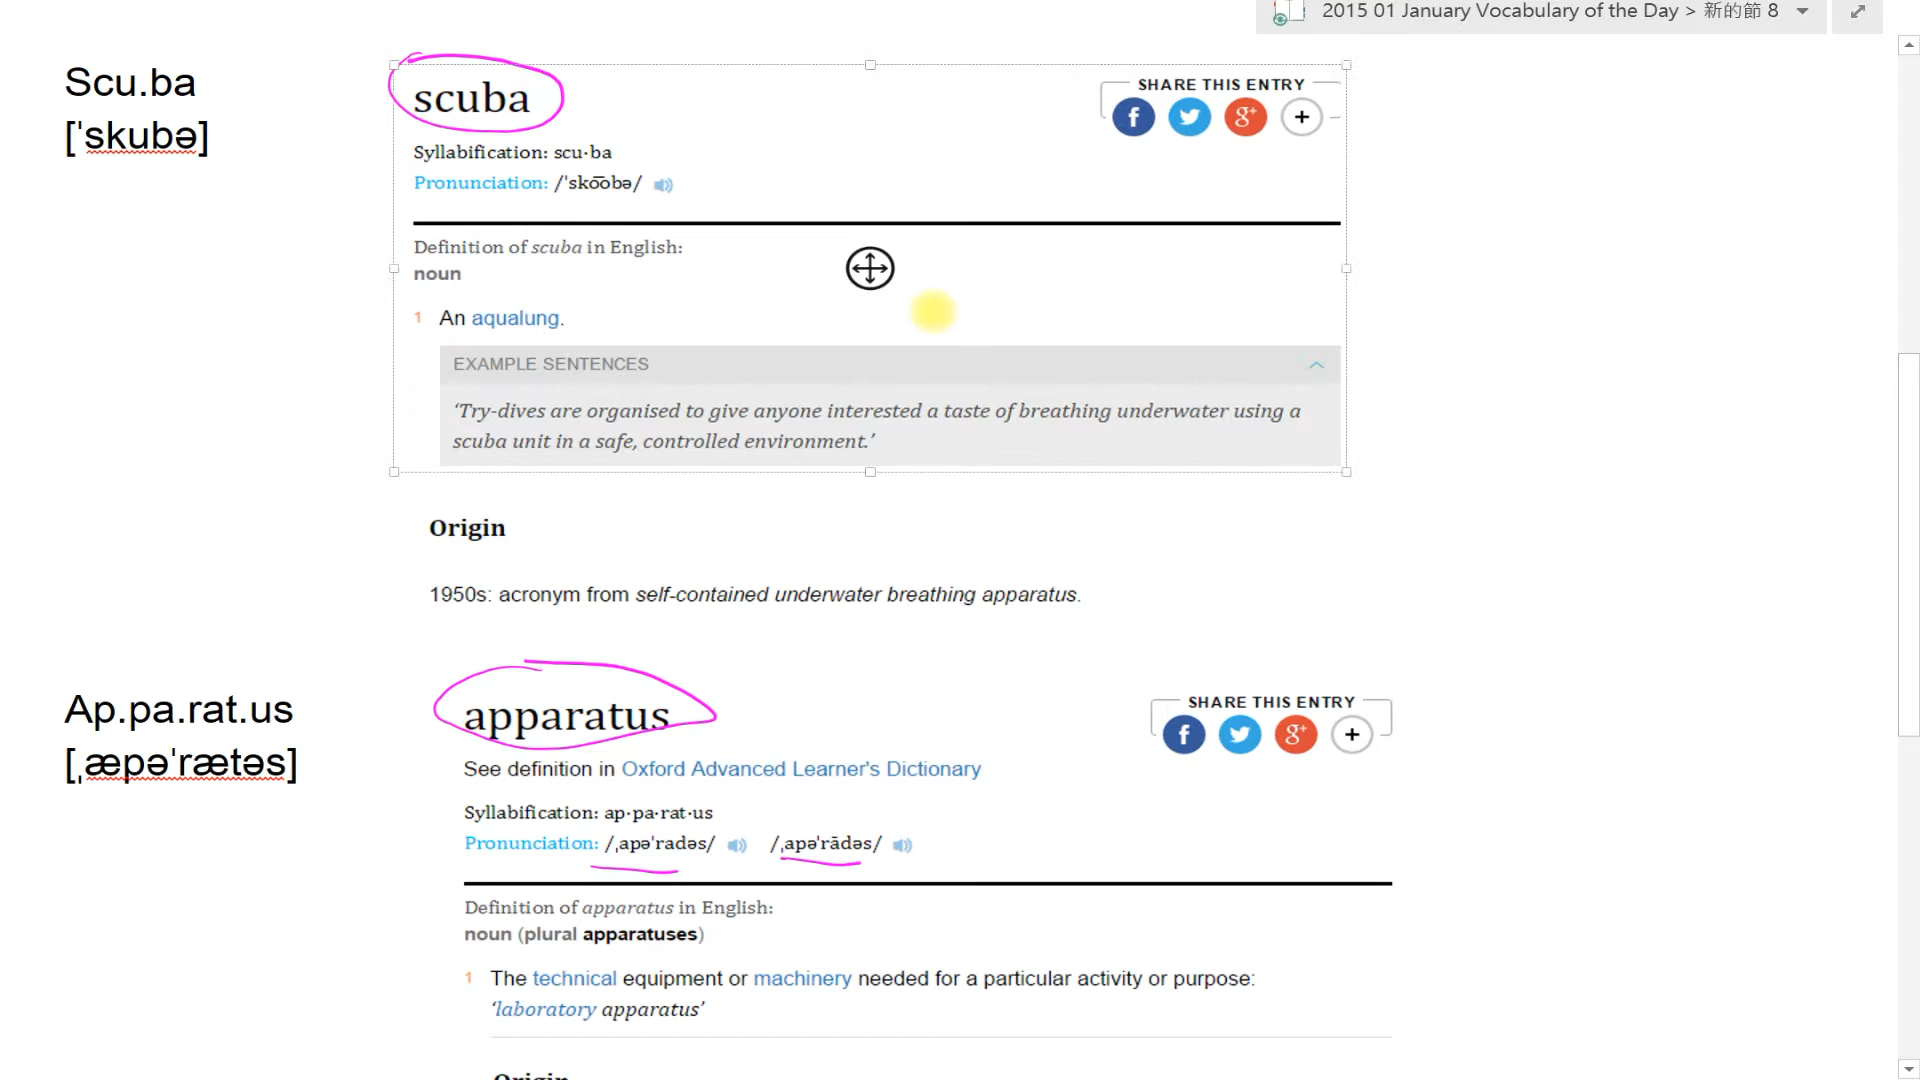 2015 01 January Vocabulary of the Day > 新的節 8
Scu.ba
[ˈskubə]
scuba
SHARE THIS ENTRY
Syllabification: scu·ba
Pronunciation: /ˈsko͞obə/
Definition of scuba in English:
noun
1 An aqualung.
EXAMPLE SENTENCES
‘Try-dives are organised to give anyone interested a taste of breathing underwater using a
scuba unit in a safe, controlled environment.’
Origin
1950s: acronym from self-contained underwater breathing apparatus.
Ap.pa.rat.us
[ˌæpəˈrætəs]
apparatus
SHARE THIS ENTRY
See definition in Oxford Advanced Learner's Dictionary
Syllabification: ap·pa·rat·us
Pronunciation: /ˌapəˈradəs/ /ˌapəˈrādəs/
Definition of apparatus in English:
noun (plural apparatuses)
1 The technical equipment or machinery needed for a particular activity or purpose:
‘laboratory apparatus’
Origin